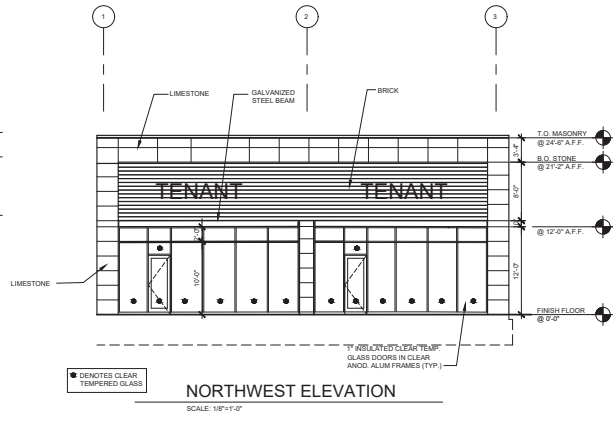 1
2
3
LIMESTONE
GALVANIZED
STEEL BEAM
BRICK
T.O. MASONRY
@ 24'-6" A.F.F.
3'-4"
B.O. STONE
@ 21'-2" A.F.F.
TENANT
TENANT
8'-0"
2'-0"
@ 12'-0" A.F.F.
10'-0"
12'-0"
LIMESTONE
FINISH FLOOR
@ 0'-0"
1" INSULATED CLEAR TEMP.
GLASS DOORS IN CLEAR
ANOD. ALUM FRAMES (TYP.)
DENOTES CLEAR
TEMPERED GLASS
NORTHWEST ELEVATION
SCALE: 1/8"=1'-0"